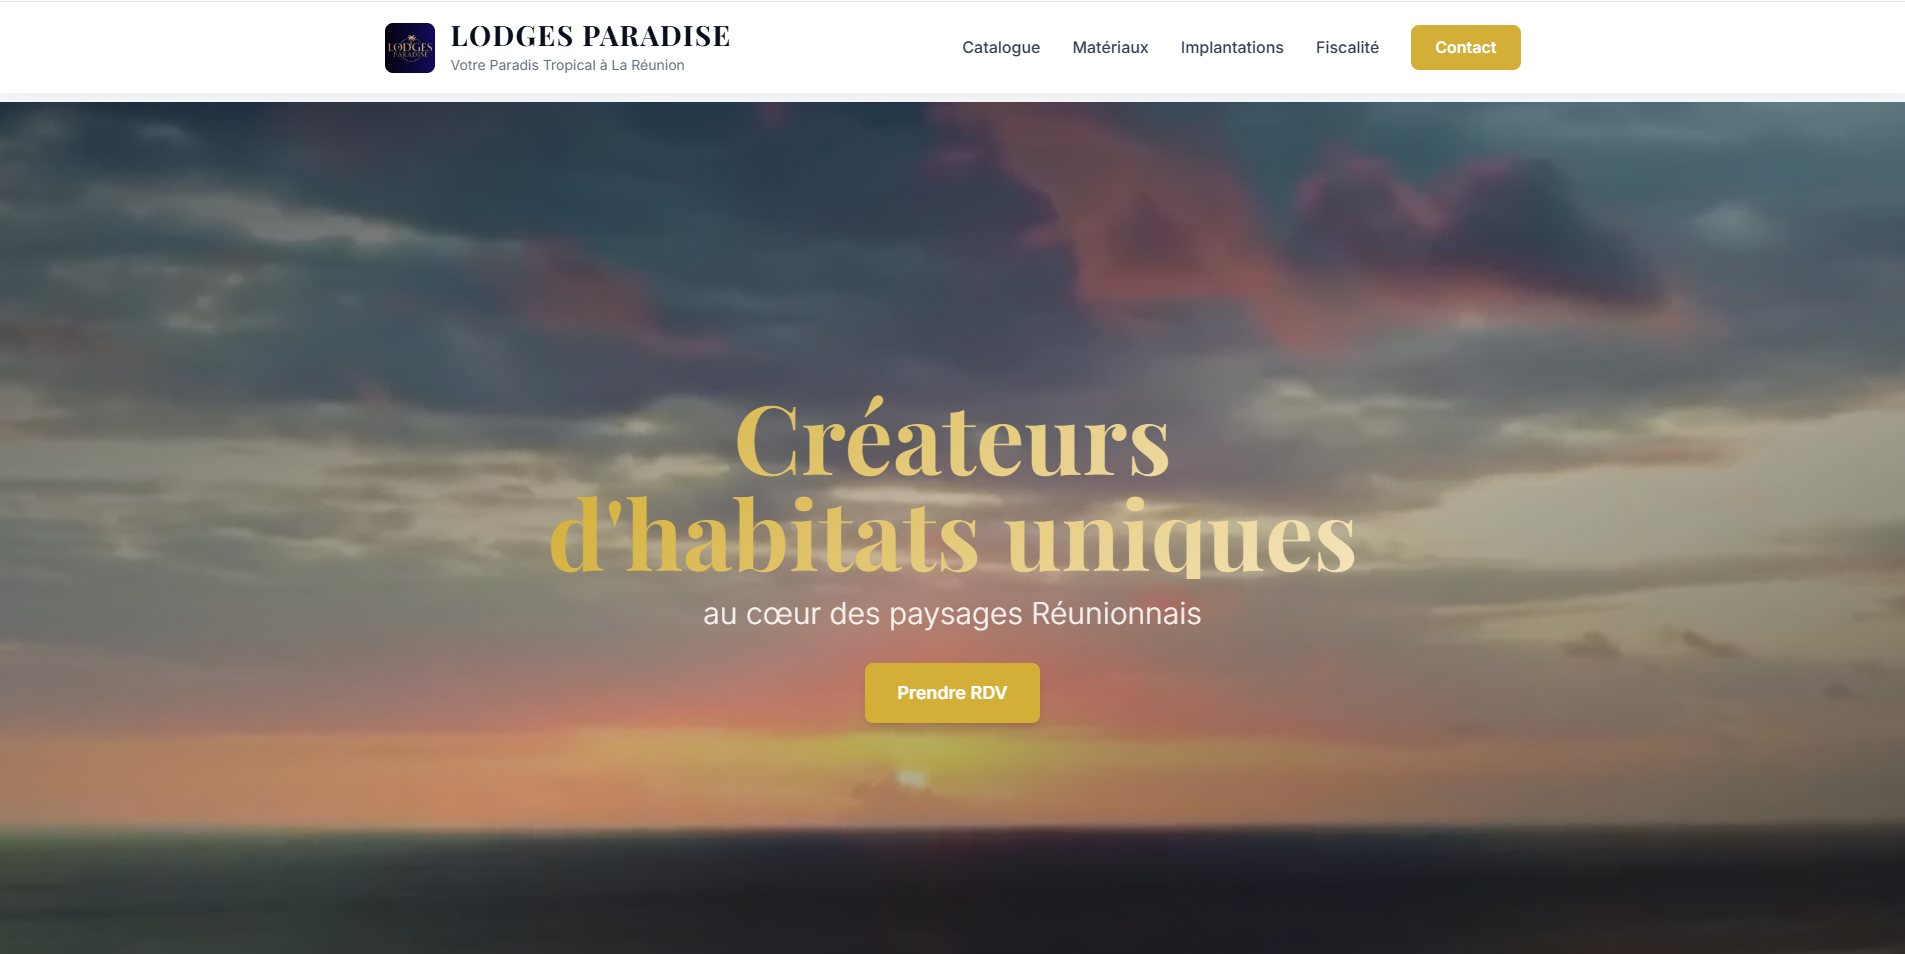 LODGES PARADISE
LODGES PARADISE
Votre Paradis Tropical à La Réunion
Catalogue
Matériaux
Implantations
Fiscalité
Contact
Créateurs
d'habitats uniques
au cœur des paysages Réunionnais
Prendre RDV